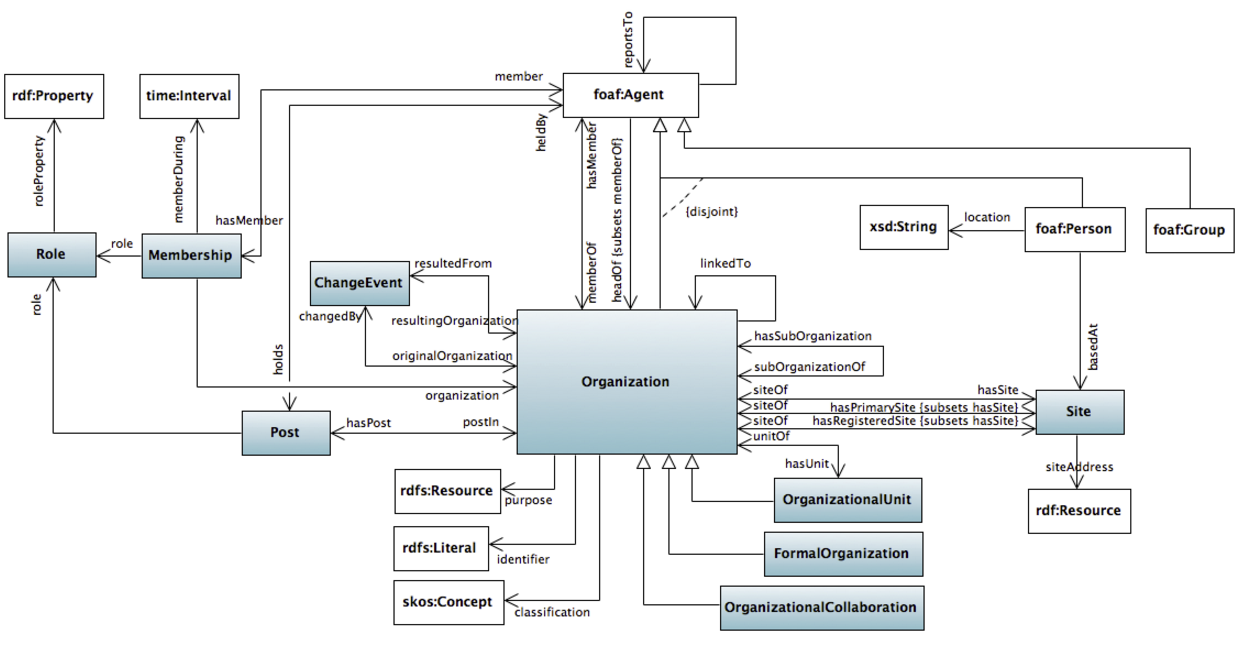 reportsTo
member
rdf:Property
time:Interval
foaf:Agent
heldBy
hasMember
headOf {subsets memberOf}
roleProperty
memberDuring
{disjoint}
hasMember
xsd:String
location
foaf:Person
foaf:Group
Role
role
Membership
resultedFrom
linkedTo
memberOf
ChangeEvent
role
changedBy
resultingOrganization
hasSubOrganization
originalOrganization
subOrganizationOf
basedAt
holds
Organization
organization
siteOf
hasSite
siteOf
hasPrimarySite {subsets hasSite}
siteOf
hasRegisteredSite {subsets hasSite}
Site
Post
hasPost
postIn
unitOf
hasUnit
siteAddress
rdfs:Resource
purpose
OrganizationalUnit
rdf:Resource
rdfs:Literal
identifier
FormalOrganization
skos:Concept
classification
OrganizationalCollaboration